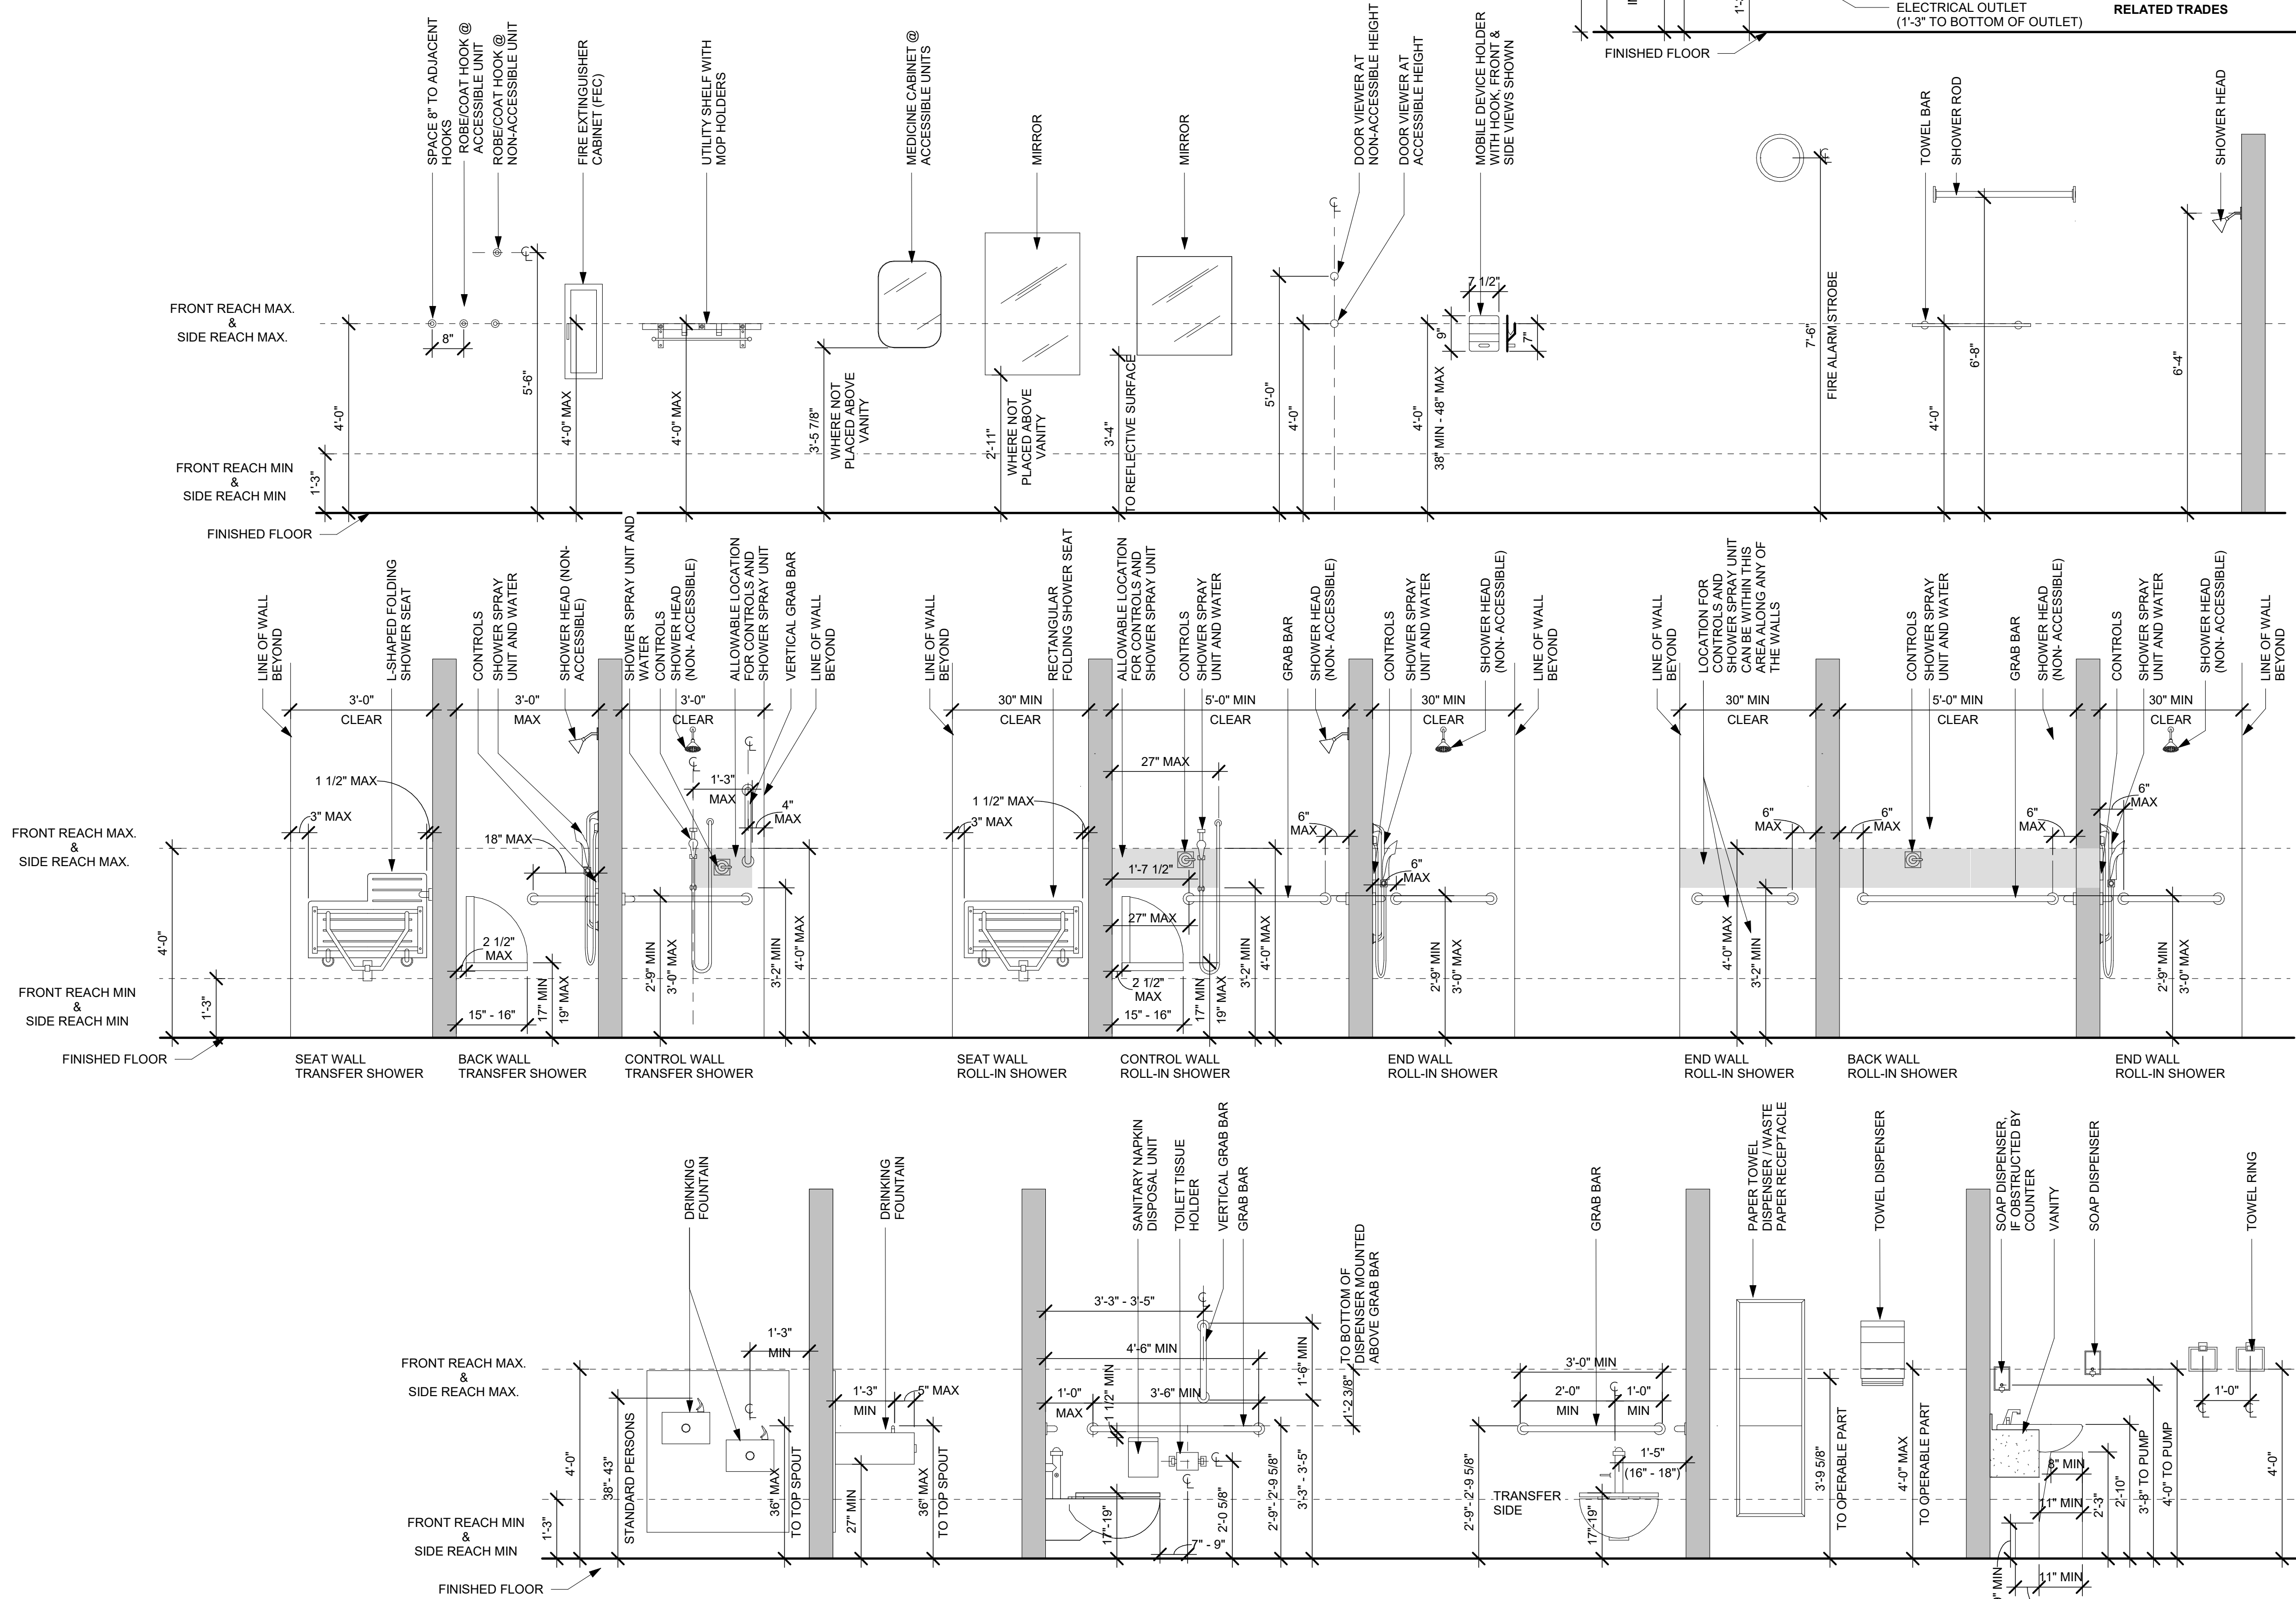 1'-3"
ELECTRICAL OUTLET
(1'-3" TO BOTTOM OF OUTLET)
RELATED TRADES
FINISHED FLOOR
SPACE 8" TO ADJACENT
HOOKS
ROBE/COAT HOOK @
ACCESSIBLE UNIT
ROBE/COAT HOOK @
NON-ACCESSIBLE UNIT
FIRE EXTINGUISHER
CABINET (FEC)
UTILITY SHELF WITH
MOP HOLDERS
MEDICINE CABINET @
ACCESSIBLE UNITS
MIRROR
MIRROR
DOOR VIEWER AT
NON-ACCESSIBLE HEIGHT
DOOR VIEWER AT
ACCESSIBLE HEIGHT
MOBILE DEVICE HOLDER
WITH HOOK, FRONT &
SIDE VIEWS SHOWN
TOWEL BAR
SHOWER ROD
SHOWER HEAD
FRONT REACH MAX.
&
SIDE REACH MAX.
FRONT REACH MIN
&
SIDE REACH MIN
FINISHED FLOOR
1'-3"
4'-0"
8"
5'-6"
4'-0" MAX
4'-0" MAX
3'-5 7/8"
WHERE NOT
PLACED ABOVE
VANITY
2'-11"
WHERE NOT
PLACED ABOVE
VANITY
3'-4"
TO REFLECTIVE SURFACE
5'-0"
4'-0"
4'-0"
38" MIN - 48" MAX
7 1/2"
9"
7"
7'-6"
FIRE ALARM STROBE
4'-0"
6'-8"
6'-4"
LINE OF WALL
BEYOND
L-SHAPED FOLDING
SHOWER SEAT
CONTROLS
SHOWER SPRAY
UNIT AND WATER
SHOWER HEAD (NON-
ACCESSIBLE)
SHOWER SPRAY UNIT AND
WATER
CONTROLS
SHOWER HEAD
(NON- ACCESSIBLE)
ALLOWABLE LOCATION
FOR CONTROLS AND
SHOWER SPRAY UNIT
VERTICAL GRAB BAR
LINE OF WALL
BEYOND
LINE OF WALL
BEYOND
RECTANGULAR
FOLDING SHOWER SEAT
ALLOWABLE LOCATION
FOR CONTROLS AND
SHOWER SPRAY UNIT
CONTROLS
SHOWER SPRAY
UNIT AND WATER
GRAB BAR
SHOWER HEAD
(NON- ACCESSIBLE)
CONTROLS
SHOWER SPRAY
UNIT AND WATER
SHOWER HEAD
(NON- ACCESSIBLE)
LINE OF WALL
BEYOND
LINE OF WALL
BEYOND
LOCATION FOR
CONTROLS AND
SHOWER SPRAY UNIT
CAN BE WITHIN THIS
AREA ALONG ANY OF
THE WALLS
CONTROLS
SHOWER SPRAY
UNIT AND WATER
GRAB BAR
SHOWER HEAD
(NON- ACCESSIBLE)
CONTROLS
SHOWER SPRAY
UNIT AND WATER
SHOWER HEAD
(NON- ACCESSIBLE)
LINE OF WALL
BEYOND
3'-0"
CLEAR
3'-0"
MAX
3'-0"
CLEAR
30" MIN
CLEAR
5'-0" MIN
CLEAR
30" MIN
CLEAR
30" MIN
CLEAR
5'-0" MIN
CLEAR
30" MIN
CLEAR
FRONT REACH MAX.
&
SIDE REACH MAX.
FRONT REACH MIN
&
SIDE REACH MIN
FINISHED FLOOR
4'-0"
1'-3"
1 1/2" MAX
3" MAX
18" MAX
2 1/2"
MAX
15" - 16"
17" MIN
19" MAX
1'-3"
MAX
4"
MAX
2'-9" MIN
3'-0" MAX
3'-2" MIN
4'-0" MAX
1 1/2" MAX
3" MAX
27" MAX
1'-7 1/2"
27" MAX
2 1/2"
MAX
15" - 16"
17" MIN
19" MAX
3'-2" MIN
4'-0" MAX
6"
MAX
6"
MAX
2'-9" MIN
3'-0" MAX
6"
MAX
4'-0" MAX
3'-2" MIN
6"
MAX
6"
MAX
6"
MAX
2'-9" MIN
3'-0" MAX
SEAT WALL
TRANSFER SHOWER
BACK WALL
TRANSFER SHOWER
CONTROL WALL
TRANSFER SHOWER
SEAT WALL
ROLL-IN SHOWER
CONTROL WALL
ROLL-IN SHOWER
END WALL
ROLL-IN SHOWER
END WALL
ROLL-IN SHOWER
BACK WALL
ROLL-IN SHOWER
END WALL
ROLL-IN SHOWER
DRINKING
FOUNTAIN
DRINKING
FOUNTAIN
SANITARY NAPKIN
DISPOSAL UNIT
TOILET TISSUE
HOLDER
VERTICAL GRAB BAR
GRAB BAR
TO BOTTOM OF
DISPENSER MOUNTED
ABOVE GRAB BAR
GRAB BAR
PAPER TOWEL
DISPENSER / WASTE
PAPER RECEPTACLE
TOWEL DISPENSER
SOAP DISPENSER,
IF OBSTRUCTED BY
COUNTER
VANITY
SOAP DISPENSER
TOWEL RING
FRONT REACH MAX.
&
SIDE REACH MAX.
FRONT REACH MIN
&
SIDE REACH MIN
FINISHED FLOOR
1'-3"
4'-0"
38"- 43"
STANDARD PERSONS
1'-3"
MIN
36" MAX
TO TOP SPOUT
1'-3"
MIN
5" MAX
27" MIN
36" MAX
TO TOP SPOUT
3'-3" - 3'-5"
4'-6" MIN
1'-0"
MAX
3'-6" MIN
1 1/2" MIN
17"-19"
7" - 9"
2'-0 5/8"
2'-9"- 2'-9 5/8"
3'-3" - 3'-5"
1'-6" MIN
1'-2 3/8"
3'-0" MIN
2'-0"
MIN
1'-0"
MIN
1'-5"
(16" - 18")
TRANSFER
SIDE
2'-9"- 2'-9 5/8"
17"-19"
3'-9 5/8"
TO OPERABLE PART
4'-0" MAX
TO OPERABLE PART
8" MIN
11" MIN
11" MIN
2'-3"
2'-10"
3'-8" TO PUMP
4'-0" TO PUMP
1'-0"
4'-0"